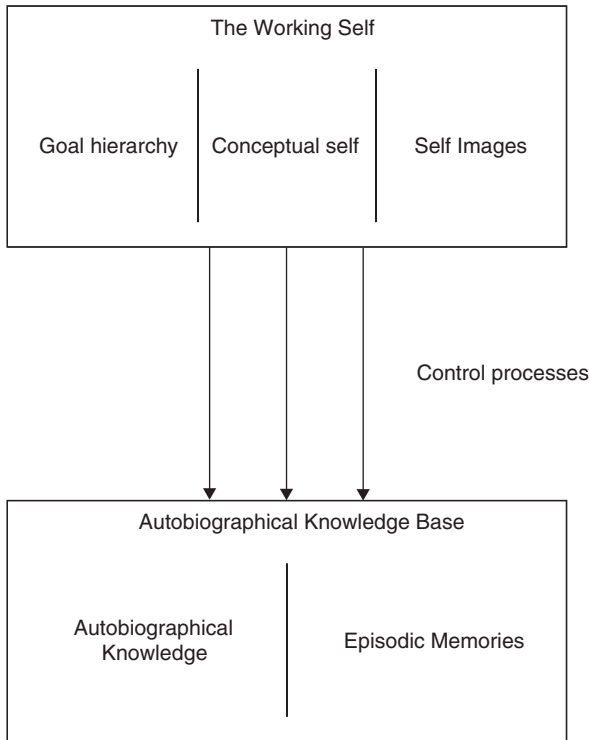 The Working Self
Goal hierarchy
Conceptual self
Self Images
Control processes
Autobiographical Knowledge Base
Autobiographical
Knowledge
Episodic Memories